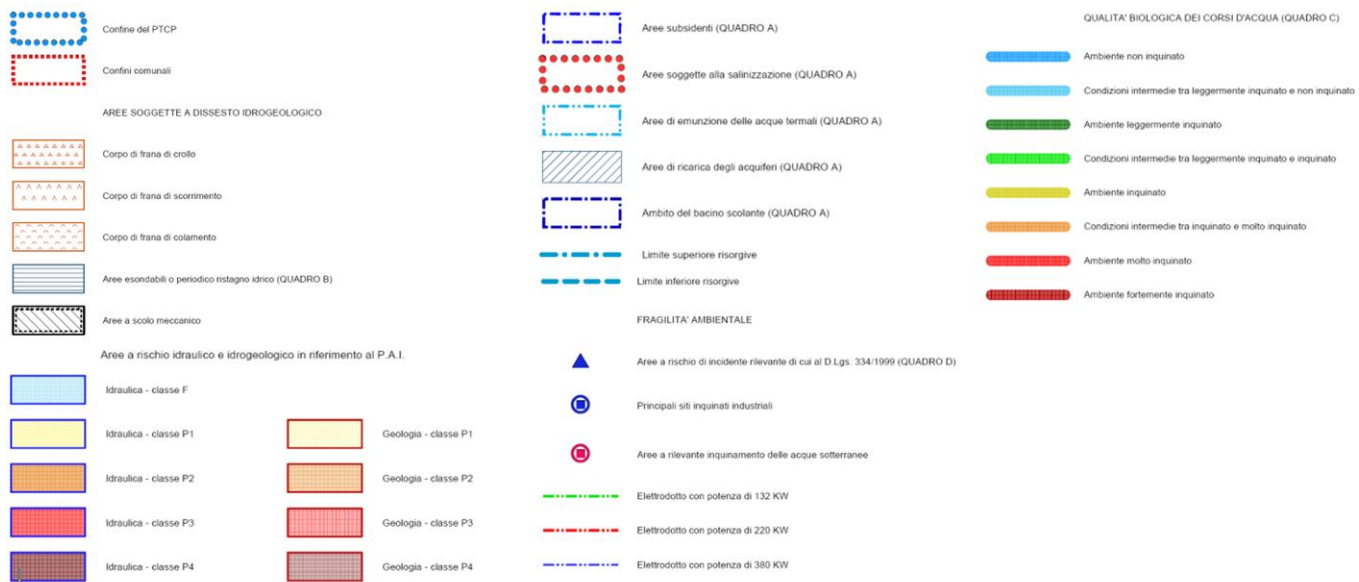 Confine del PTCP
Confini comunali
AREE SOGGETTE A DISSESTO IDROGEOLOGICO
Corpo di frana di crollo
Corpo di frana di scorrimento
Corpo di frana di colamento
Aree esondabili o periodico ristagno idrico (QUADRO B)
Aree a scolo meccanico
Aree a rischio idraulico e idrogeologico in riferimento al P.A.I.
Idraulica - classe F
Idraulica - classe P1
Geologia - classe P1
Idraulica - classe P2
Geologia - classe P2
Idraulica - classe P3
Geologia - classe P3
Idraulica - classe P4
Geologia - classe P4
Aree subsidenti (QUADRO A)
Aree soggette alla salinizzazione (QUADRO A)
Aree di emunzione delle acque termali (QUADRO A)
Aree di ricarica degli acquiferi (QUADRO A)
Ambito del bacino scolante (QUADRO A)
Limite superiore risorgive
Limite inferiore risorgive
FRAGILITA' AMBIENTALE
Aree a rischio di incidente rilevante di cui al D.Lgs. 334/1999 (QUADRO D)
Principali siti inquinati industriali
Aree a rilevante inquinamento delle acque sotterranee
Elettrodotto con potenza di 132 KW
Elettrodotto con potenza di 220 KW
Elettrodotto con potenza di 380 KW
QUALITA' BIOLOGICA DEI CORSI D'ACQUA (QUADRO C)
Ambiente non inquinato
Condizioni intermedie tra leggermente inquinato e non inquinato
Ambiente leggermente inquinato
Condizioni intermedie tra leggermente inquinato e inquinato
Ambiente inquinato
Condizioni intermedie tra inquinato e molto inquinato
Ambiente molto inquinato
Ambiente fortemente inquinato